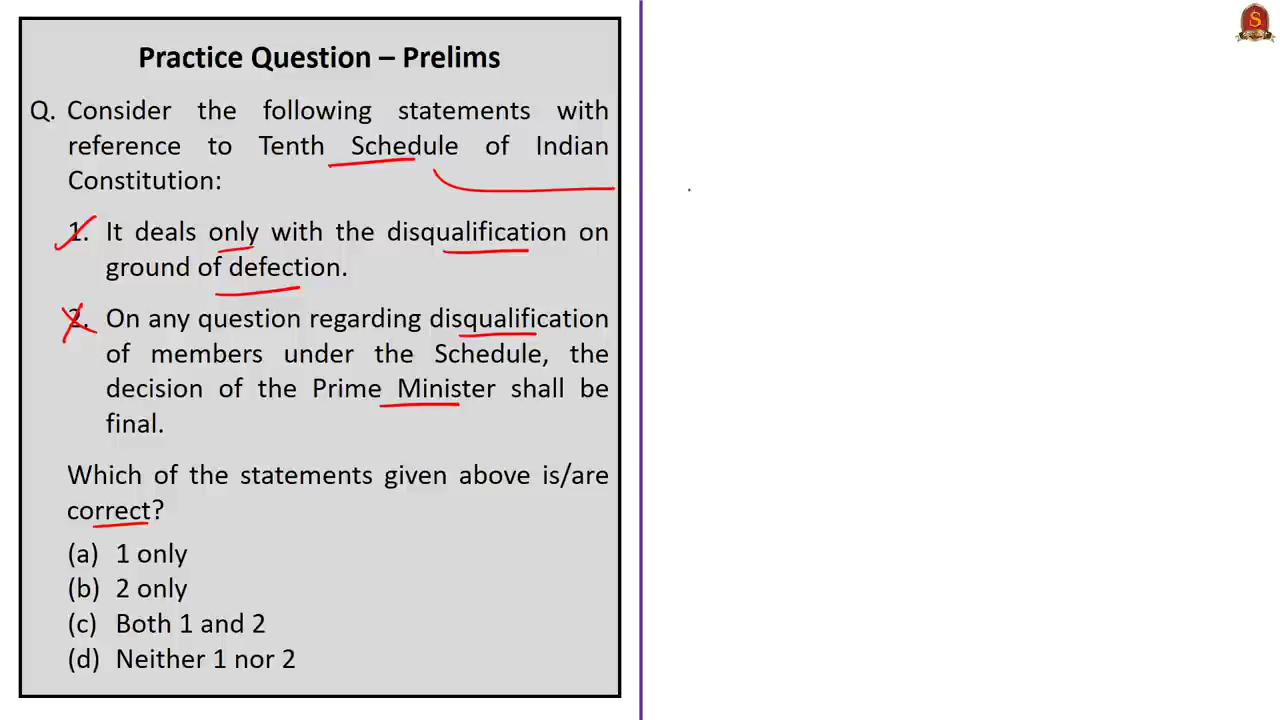 Practice Question – Prelims
Q. Consider the following statements with
reference to Tenth Schedule of Indian
Constitution:
1. It deals only with the disqualification on
ground of defection.
2. On any question regarding disqualification
of members under the Schedule, the
decision of the Prime Minister shall be
final.
Which of the statements given above is/are
correct?
(a) 1 only
(b) 2 only
(c) Both 1 and 2
(d) Neither 1 nor 2
S